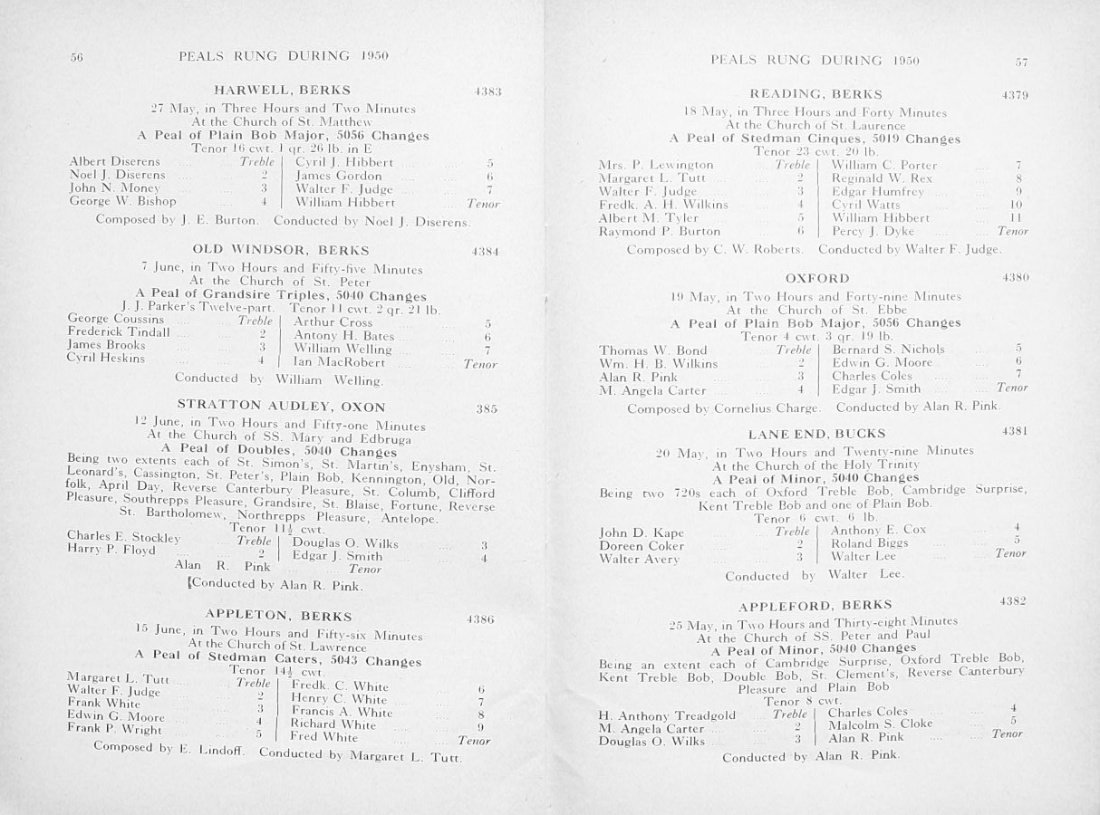 56 PEALS RUNG DURING 1950
HARWELL, BERKS 4383
27 May, in Three Hours and Two Minutes
At the Church of St. Matthew
A Peal of Plain Bob Major, 5056 Changes
Tenor 16 cwt. 1 qr. 26 lb. in E
Albert Diserens Treble Cyril J. Hibbert 5
Noel J. Diserens 2 James Gordon 6
John N. Money 3 Walter F. Judge 7
George W. Bishop 4 William Hibbert Tenor
Composed by J. E. Burton. Conducted by Noel J. Diserens.
OLD WINDSOR, BERKS 4384
7 June, in Two Hours and Fifty-five Minutes
At the Church of St. Peter
A Peal of Grandsire Triples, 5040 Changes
J. J. Parker's Twelve-part. Tenor 11 cwt. 2 qr. 21 lb.
George Coussins Treble Arthur Cross 5
Frederick Tindall 2 Antony H. Bates 6
James Brooks 3 William Welling 7
Cyril Heskins 4 Ian MacRobert Tenor
Conducted by William Welling.
STRATTON AUDLEY, OXON 385
12 June, in Two Hours and Fifty-one Minutes
At the Church of SS. Mary and Edbruga
A Peal of Doubles, 5040 Changes
Being two extents each of St. Simon's, St. Martin's, Enysham, St.
Leonard's, Cassington, St. Peter's, Plain Bob, Kennington, Old, Nor-
folk, April Day, Reverse Canterbury Pleasure, St. Columb, Clifford
Pleasure, Southrepps Pleasure, Grandsire, St. Blaise, Fortune, Reverse
St. Bartholomew, Northrepps Pleasure, Antelope.
Tenor 11½ cwt.
Charles E. Stockley Treble Douglas O. Wilks 3
Harry P. Floyd 2 Edgar J. Smith 4
Alan R. Pink Tenor
Conducted by Alan R. Pink.
APPLETON, BERKS 4386
15 June, in Two Hours and Fifty-six Minutes
At the Church of St. Lawrence
A Peal of Stedman Caters, 5043 Changes
Tenor 14½ cwt.
Margaret L. Tutt Treble Fredk. C. White 6
Walter F. Judge 2 Henry C. White 7
Frank White 3 Francis A. White 8
Edwin G. Moore 4 Richard White 9
Frank P. Wright 5 Fred White Tenor
Composed by E. Lindoff. Conducted by Margaret L. Tutt.
PEALS RUNG DURING 1950 57
READING, BERKS 4379
18 May, in Three Hours and Forty Minutes
At the Church of St. Laurence
A Peal of Stedman Cinques, 5019 Changes
Tenor 23 cwt. 20 lb.
Mrs. P. Lewington Treble William C. Porter 7
Margaret L. Tutt 2 Reginald W. Rex 8
Walter F. Judge 3 Edgar Humfrey 9
Fredk. A. H. Wilkins 4 Cyril Watts 10
Albert M. Tyler 5 William Hibbert 11
Raymond P. Burton 6 Percy J. Dyke Tenor
Composed by C. W. Roberts. Conducted by Walter F. Judge.
OXFORD 4380
19 May, in Two Hours and Forty-nine Minutes
At the Church of St. Ebbe
A Peal of Plain Bob Major, 5056 Changes
Tenor 4 cwt. 3 qr. 19 lb.
Thomas W. Bond Treble Bernard S. Nichols 5
Wm. H. B. Wilkins 2 Edwin G. Moore 6
Alan R. Pink 3 Charles Coles 7
M. Angela Carter 4 Edgar J. Smith Tenor
Composed by Cornelius Charge. Conducted by Alan R. Pink.
LANE END, BUCKS 4381
20 May, in Two Hours and Twenty-nine Minutes
At the Church of the Holy Trinity
A Peal of Minor, 5040 Changes
Being two 720s each of Oxford Treble Bob, Cambridge Surprise,
Kent Treble Bob and one of Plain Bob.
Tenor 6 cwt. 6 lb.
John D. Kape Treble Anthony E. Cox 4
Doreen Coker 2 Roland Biggs 5
Walter Avery 3 Walter Lee Tenor
Conducted by Walter Lee.
APPLEFORD, BERKS 4382
25 May, in Two Hours and Thirty-eight Minutes
At the Church of SS. Peter and Paul
A Peal of Minor, 5040 Changes
Being an extent each of Cambridge Surprise, Oxford Treble Bob,
Kent Treble Bob, Double Bob, St. Clement's, Reverse Canterbury
Pleasure and Plain Bob
Tenor 8 cwt.
H. Anthony Treadgold Treble Charles Coles 4
M. Angela Carter 2 Malcolm S. Cloke 5
Douglas O. Wilks 3 Alan R. Pink Tenor
Conducted by Alan R. Pink.